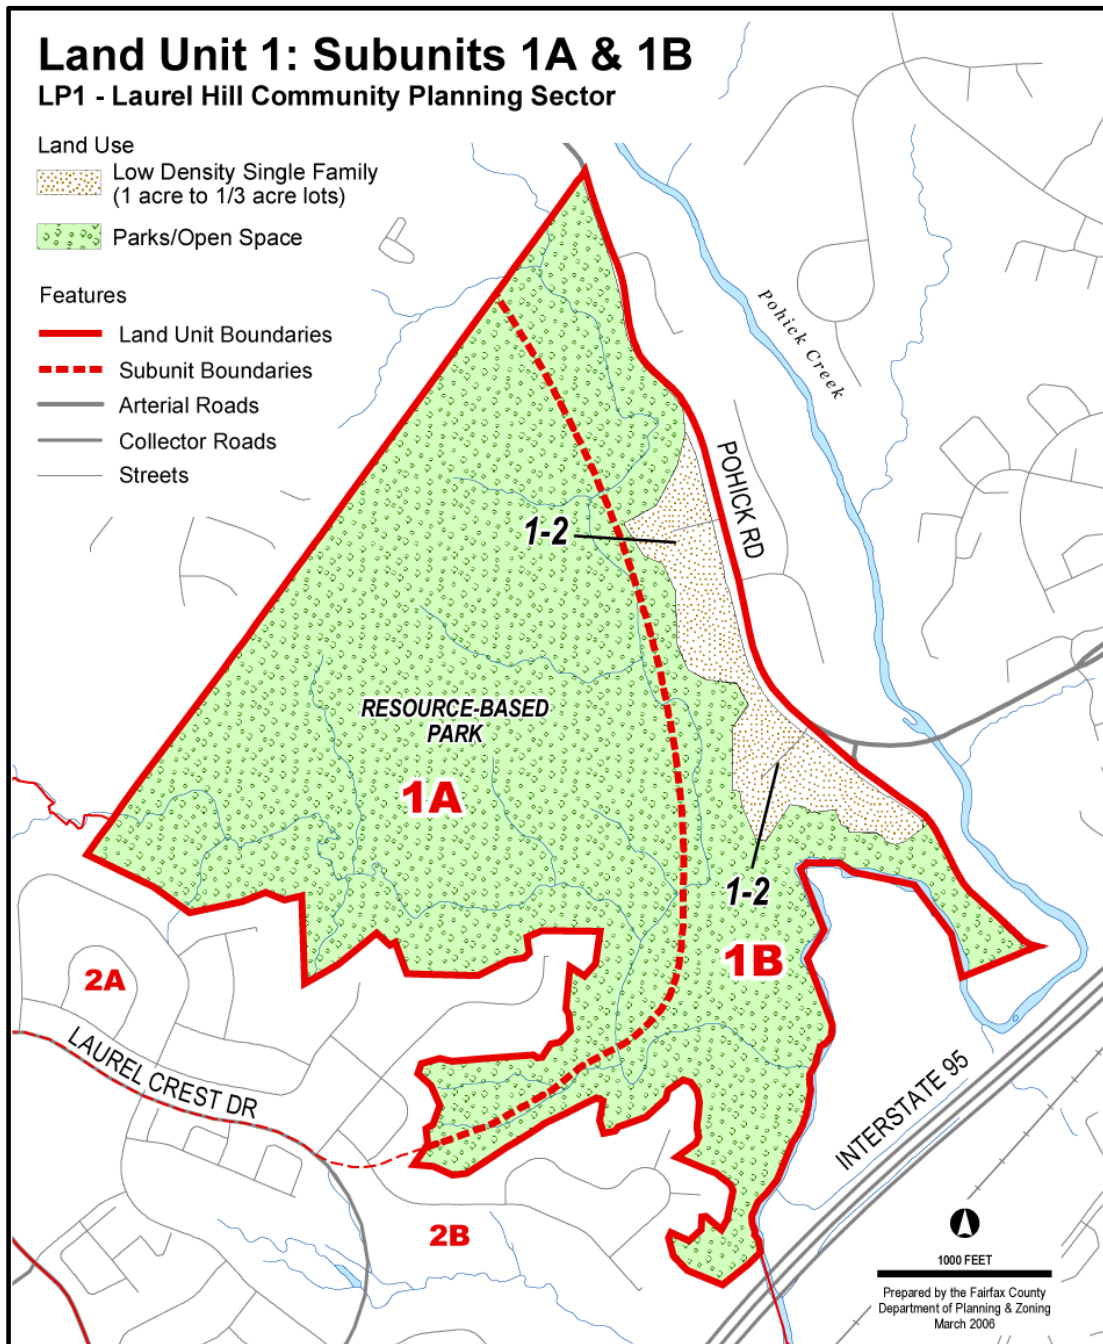 Land Unit 1: Subunits 1A & 1B
LP1 - Laurel Hill Community Planning Sector
Land Use
Low Density Single Family
(1 acre to 1/3 acre lots)
Parks/Open Space
Features
Land Unit Boundaries
Subunit Boundaries
Arterial Roads
Collector Roads
Streets
Pohick Creek
POHICK RD
1-2
RESOURCE-BASED
PARK
1A
1-2
1B
2A
LAUREL CREST DR
INTERSTATE 95
2B
1000 FEET
Prepared by the Fairfax County
Department of Planning & Zoning
March 2006